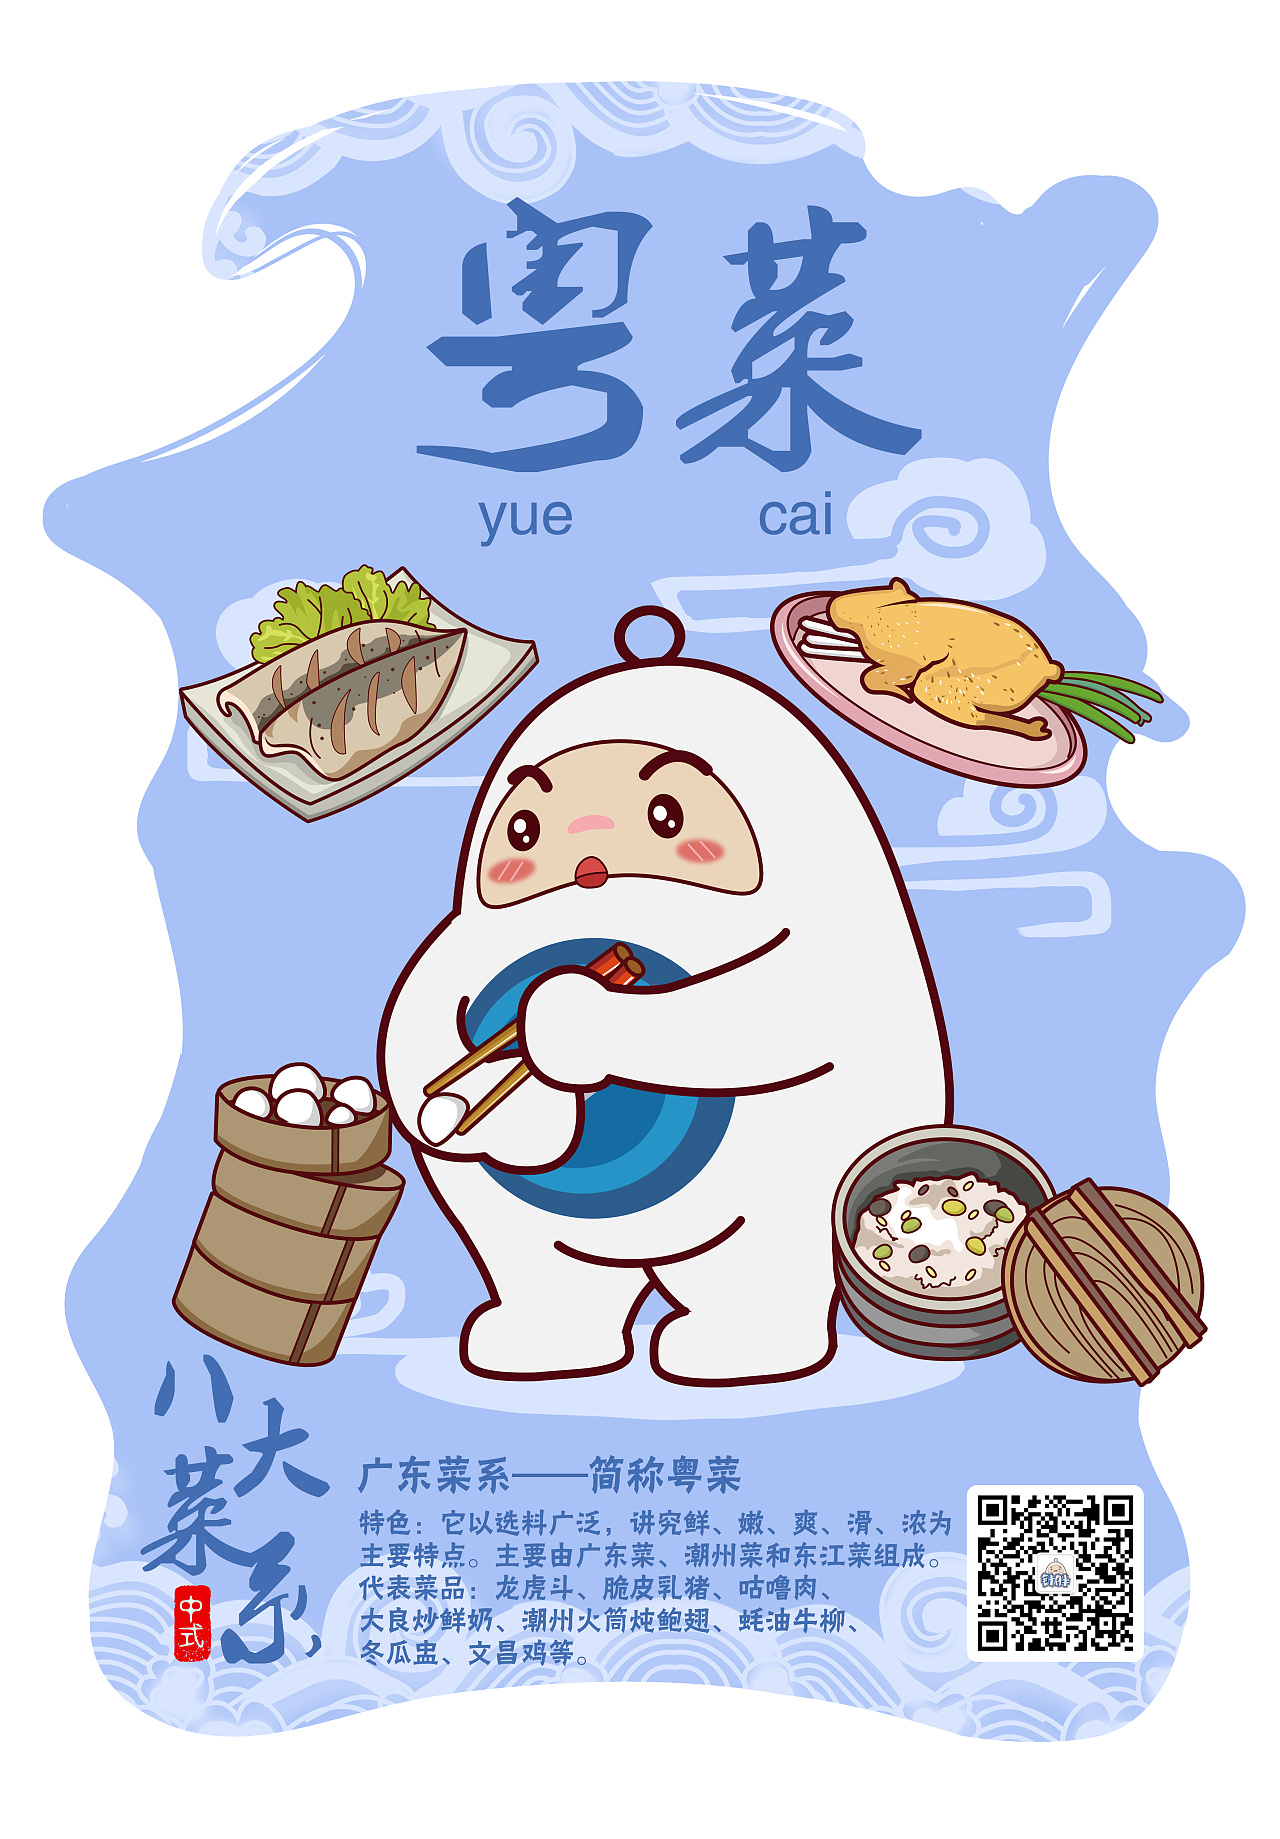 粤菜
yue cai
八大
菜系
中式
广东菜系——简称粤菜
特色：它以选料广泛，讲究鲜、嫩、爽、滑、浓为
主要特点。主要由广东菜、潮州菜和东江菜组成。
代表菜品：龙虎斗、脆皮乳猪、咕噜肉、
大良炒鲜奶、潮州火筒炖鲍翅、蚝油牛柳、
冬瓜盅、文昌鸡等。